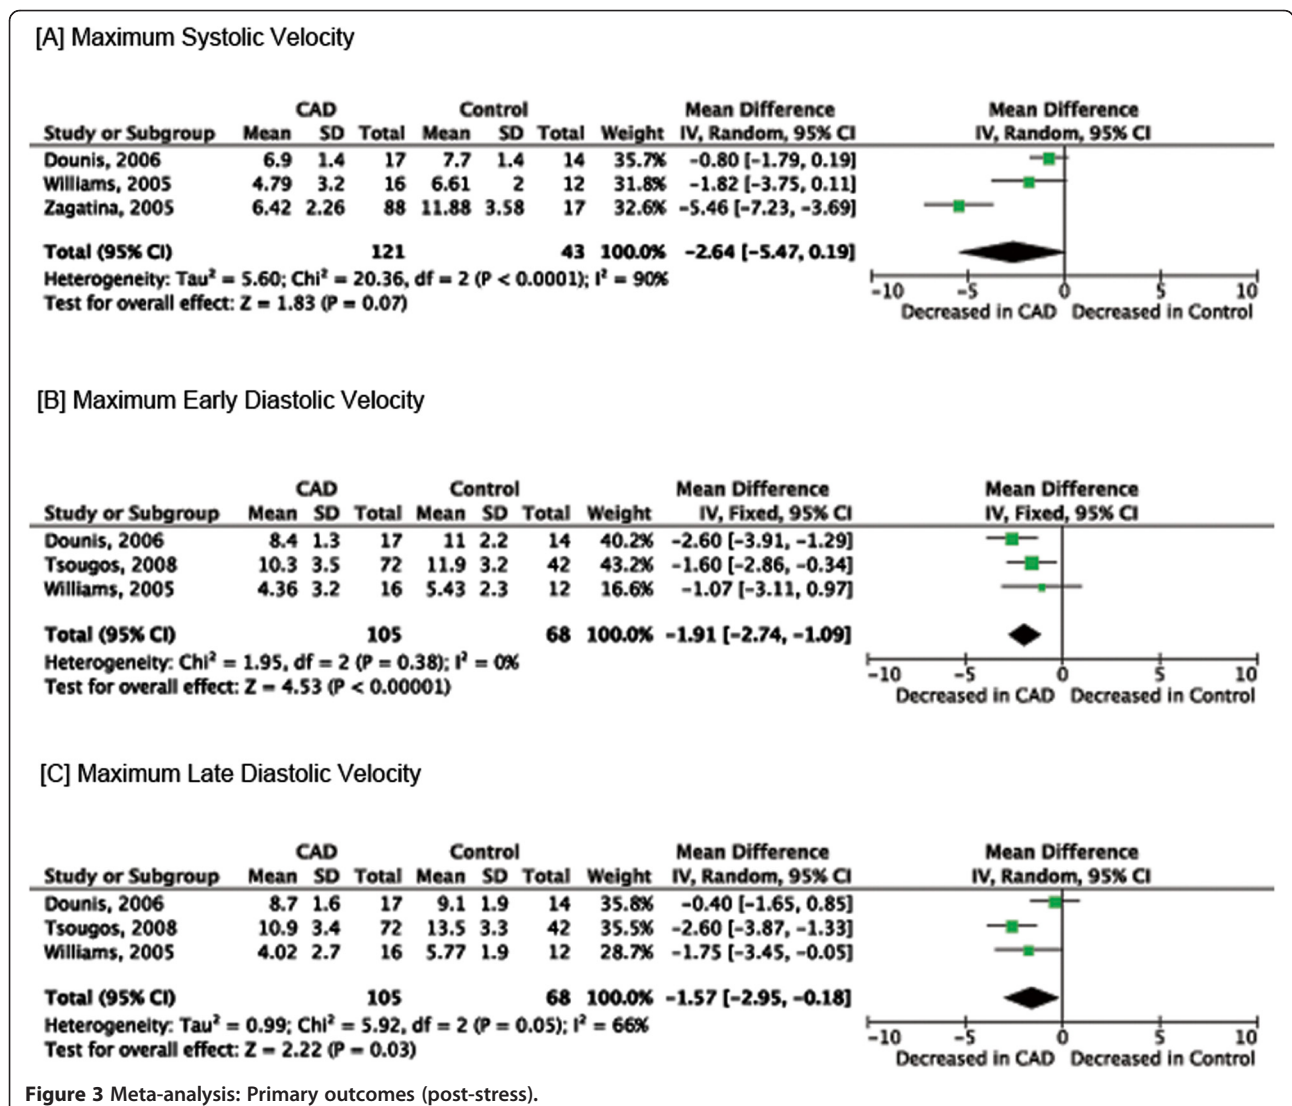 [A] Maximum Systolic Velocity
CAD Control Mean Difference Mean Difference
Study or Subgroup Mean SD Total Mean SD Total Weight IV, Random, 95% CI IV, Random, 95% CI
Dounis, 2006 6.9 1.4 17 7.7 1.4 14 35.7% -0.80 [-1.79, 0.19]
Williams, 2005 4.79 3.2 16 6.61 2 12 31.8% -1.82 [-3.75, 0.11]
Zagatina, 2005 6.42 2.26 88 11.88 3.58 17 32.6% -5.46 [-7.23, -3.69]
Total (95% CI) 121 43 100.0% -2.64 [-5.47, 0.19]
Heterogeneity: Tau² = 5.60; Chi² = 20.36, df = 2 (P < 0.0001); I² = 90%
Test for overall effect: Z = 1.83 (P = 0.07)
-10 -5 0 5 10
Decreased in CAD Decreased in Control
[B] Maximum Early Diastolic Velocity
CAD Control Mean Difference Mean Difference
Study or Subgroup Mean SD Total Mean SD Total Weight IV, Fixed, 95% CI IV, Fixed, 95% CI
Dounis, 2006 8.4 1.3 17 11 2.2 14 40.2% -2.60 [-3.91, -1.29]
Tsougos, 2008 10.3 3.5 72 11.9 3.2 42 43.2% -1.60 [-2.86, -0.34]
Williams, 2005 4.36 3.2 16 5.43 2.3 12 16.6% -1.07 [-3.11, 0.97]
Total (95% CI) 105 68 100.0% -1.91 [-2.74, -1.09]
Heterogeneity: Chi² = 1.95, df = 2 (P = 0.38); I² = 0%
Test for overall effect: Z = 4.53 (P < 0.00001)
-10 -5 0 5 10
Decreased in CAD Decreased in Control
[C] Maximum Late Diastolic Velocity
CAD Control Mean Difference Mean Difference
Study or Subgroup Mean SD Total Mean SD Total Weight IV, Random, 95% CI IV, Random, 95% CI
Dounis, 2006 8.7 1.6 17 9.1 1.9 14 35.8% -0.40 [-1.65, 0.85]
Tsougos, 2008 10.9 3.4 72 13.5 3.3 42 35.5% -2.60 [-3.87, -1.33]
Williams, 2005 4.02 2.7 16 5.77 1.9 12 28.7% -1.75 [-3.45, -0.05]
Total (95% CI) 105 68 100.0% -1.57 [-2.95, -0.18]
Heterogeneity: Tau² = 0.99; Chi² = 5.92, df = 2 (P = 0.05); I² = 66%
Test for overall effect: Z = 2.22 (P = 0.03)
-10 -5 0 5 10
Decreased in CAD Decreased in Control
Figure 3 Meta-analysis: Primary outcomes (post-stress).